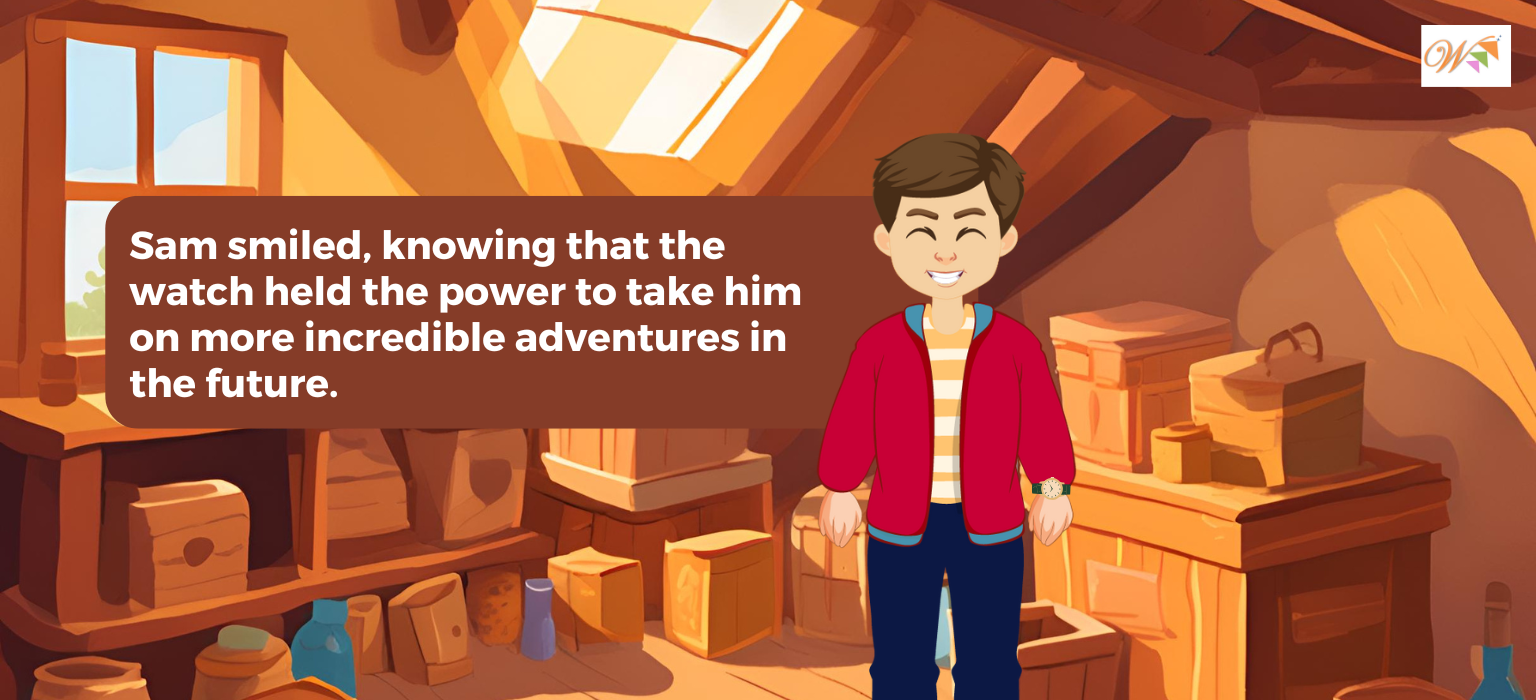 Sam smiled, knowing that the
watch held the power to take him
on more incredible adventures in
the future.
W